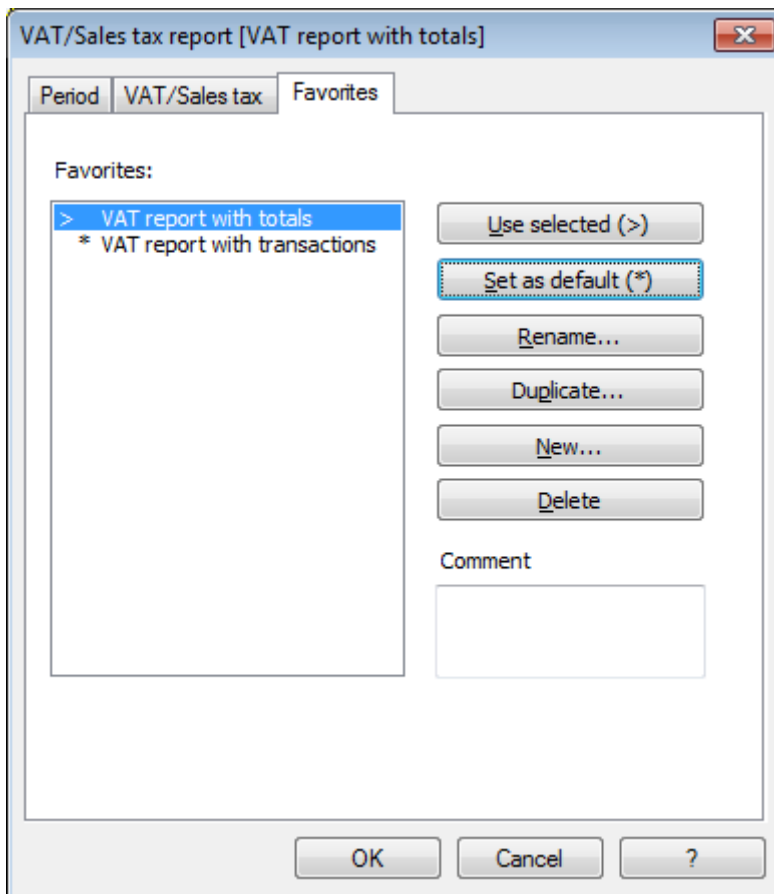 VAT/Sales tax report [VAT report with totals]
Period VAT/Sales tax Favorites
Favorites:
> VAT report with totals
* VAT report with transactions
Use selected (>)
Set as default (*)
Rename...
Duplicate...
New...
Delete
Comment
OK Cancel ?